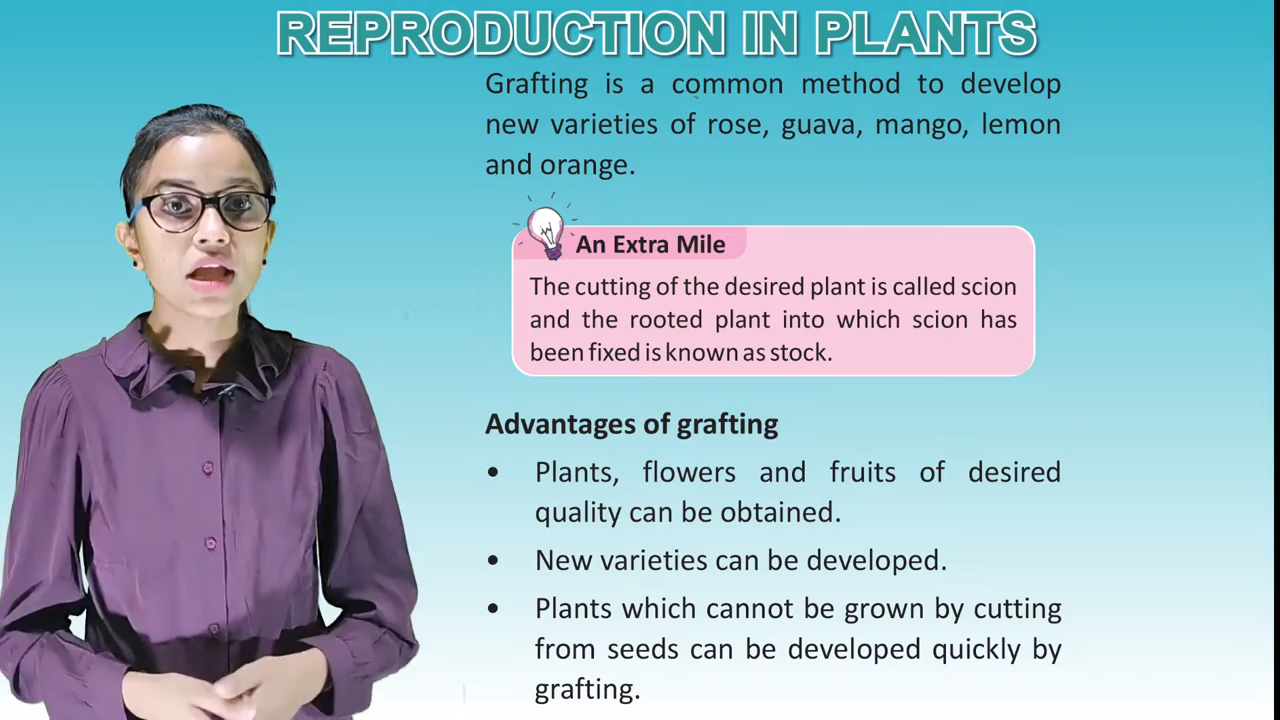 REPRODUCTION IN PLANTS
Grafting is a common method to develop
new varieties of rose, guava, mango, lemon
and orange.
An Extra Mile
The cutting of the desired plant is called scion
and the rooted plant into which scion has
been fixed is known as stock.
Advantages of grafting
• Plants, flowers and fruits of desired
quality can be obtained.
• New varieties can be developed.
• Plants which cannot be grown by cutting
from seeds can be developed quickly by
grafting.